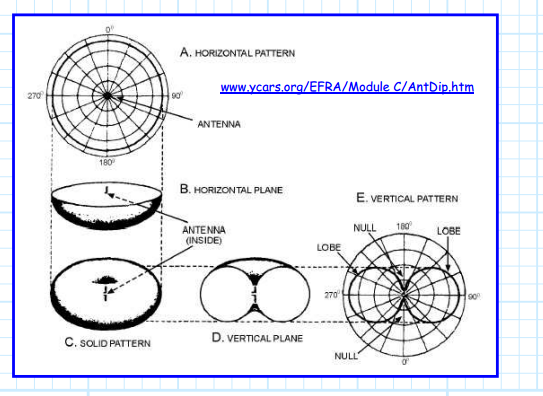 0°
A. HORIZONTAL PATTERN
www.ycars.org/EFRA/Module C/AntDip.htm
270°
90°
ANTENNA
180°
B. HORIZONTAL PLANE
E. VERTICAL PATTERN
ANTENNA
(INSIDE)
NULL
180°
LOBE
LOBE
270°
90°
C. SOLID PATTERN
D. VERTICAL PLANE
NULL
0°